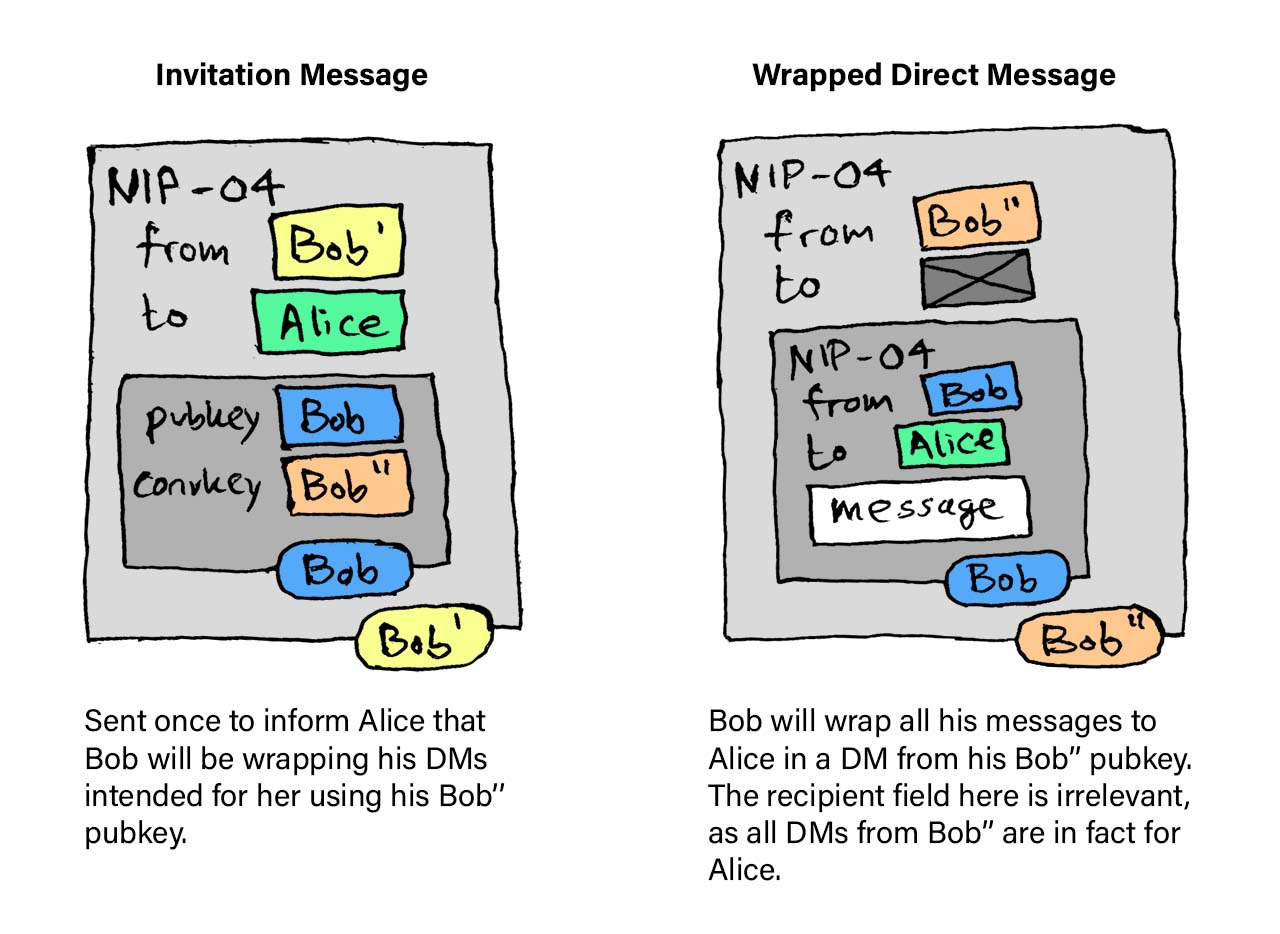 Invitation Message
NIP-04
from Bob'
to Alice
pubkey Bob
convkey Bob"
Bob
Bob'
Sent once to inform Alice that
Bob will be wrapping his DMs
intended for her using his Bob”
pubkey.
Wrapped Direct Message
NIP-04
from Bob"
to
NIP-04
from Bob
to Alice
message
Bob
Bob"
Bob will wrap all his messages to
Alice in a DM from his Bob” pubkey.
The recipient field here is irrelevant,
as all DMs from Bob” are in fact for
Alice.